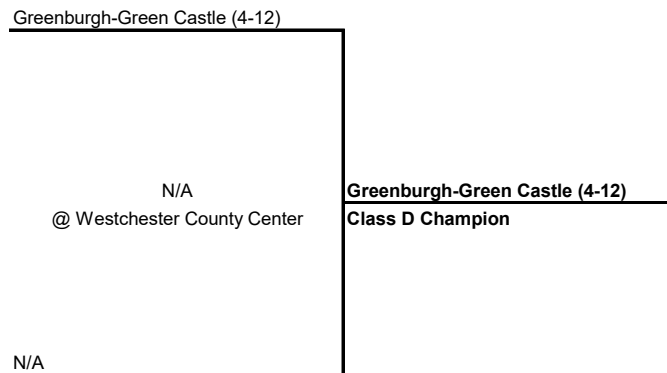 Greenburgh-Green Castle (4-12)
N/A
@ Westchester County Center
Greenburgh-Green Castle (4-12)
Class D Champion
N/A